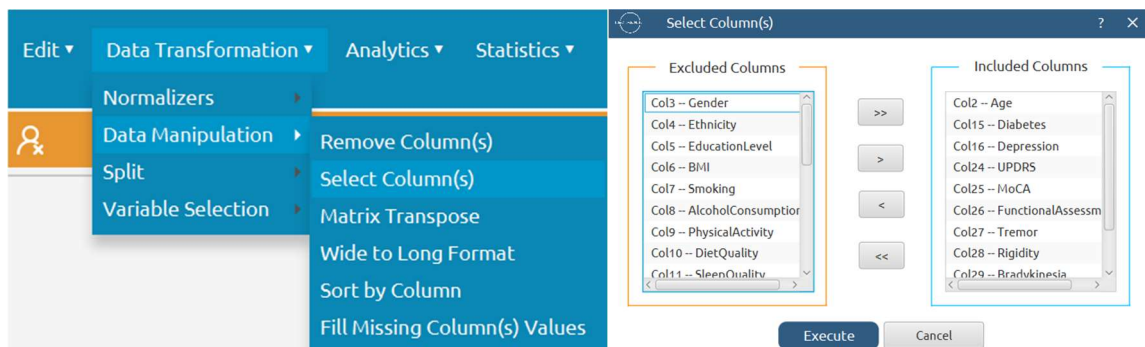 Edit ▾ Data Transformation ▾ Analytics ▾ Statistics ▾
Normalizers
Data Manipulation
Split
Variable Selection
Remove Column(s)
Select Column(s)
Matrix Transpose
Wide to Long Format
Sort by Column
Fill Missing Column(s) Values
Select Column(s) ? ×
Excluded Columns
Col3 -- Gender
Col4 -- Ethnicity
Col5 -- EducationLevel
Col6 -- BMI
Col7 -- Smoking
Col8 -- AlcoholConsumption
Col9 -- PhysicalActivity
Col10 -- DietQuality
Col11 -- SleepQuality
>>
>
<
<<
Included Columns
Col2 -- Age
Col15 -- Diabetes
Col16 -- Depression
Col24 -- UPDRS
Col25 -- MoCA
Col26 -- FunctionalAssessm
Col27 -- Tremor
Col28 -- Rigidity
Col29 -- Bradykinesia
Execute Cancel